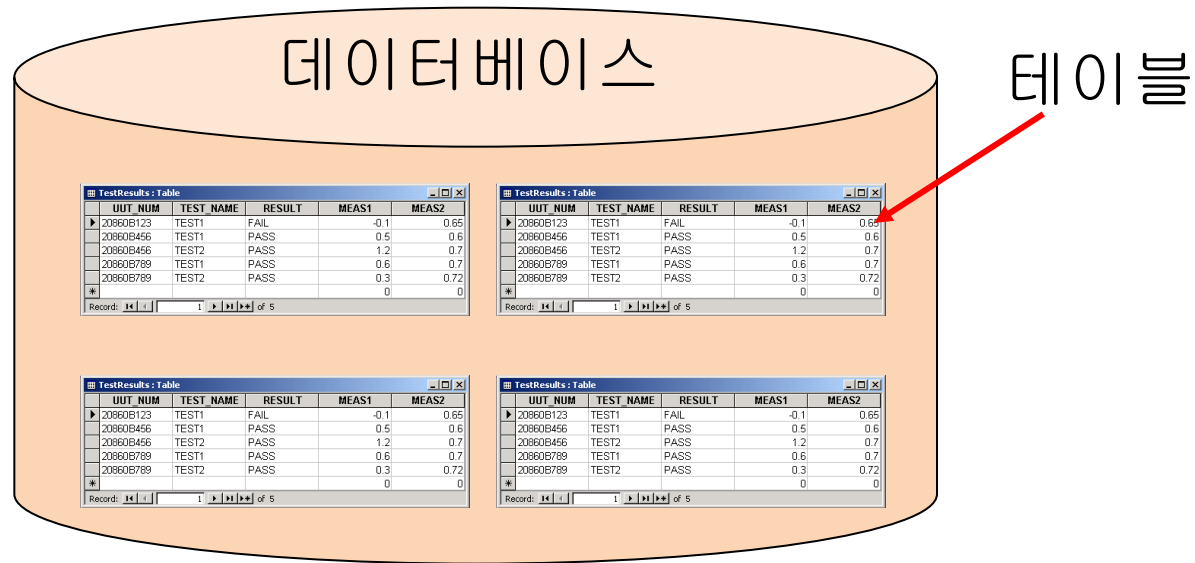 데이터베이스
테이블
TestResults : Table
UUT_NUM TEST_NAME RESULT MEAS1 MEAS2
20860B123 TEST1 FAIL -0.1 0.65
20860B456 TEST1 PASS 0.5 0.6
20860B456 TEST2 PASS 1.2 0.7
20860B789 TEST1 PASS 0.6 0.7
20860B789 TEST2 PASS 0.3 0.72
0 0
Record: 1 of 5
TestResults : Table
UUT_NUM TEST_NAME RESULT MEAS1 MEAS2
20860B123 TEST1 FAIL -0.1 0.65
20860B456 TEST1 PASS 0.5 0.6
20860B456 TEST2 PASS 1.2 0.7
20860B789 TEST1 PASS 0.6 0.7
20860B789 TEST2 PASS 0.3 0.72
0 0
Record: 1 of 5
TestResults : Table
UUT_NUM TEST_NAME RESULT MEAS1 MEAS2
20860B123 TEST1 FAIL -0.1 0.65
20860B456 TEST1 PASS 0.5 0.6
20860B456 TEST2 PASS 1.2 0.7
20860B789 TEST1 PASS 0.6 0.7
20860B789 TEST2 PASS 0.3 0.72
0 0
Record: 1 of 5
TestResults : Table
UUT_NUM TEST_NAME RESULT MEAS1 MEAS2
20860B123 TEST1 FAIL -0.1 0.65
20860B456 TEST1 PASS 0.5 0.6
20860B456 TEST2 PASS 1.2 0.7
20860B789 TEST1 PASS 0.6 0.7
20860B789 TEST2 PASS 0.3 0.72
0 0
Record: 1 of 5